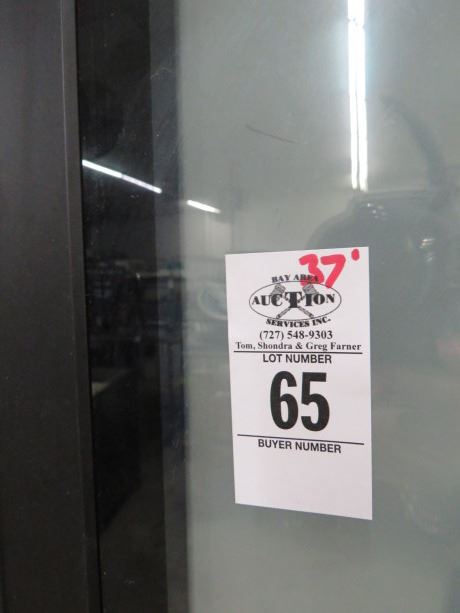 37'
BAY AREA
AUCTION
SERVICES INC.
(727) 548-9303
Tom, Shondra & Greg Farner
LOT NUMBER
65
BUYER NUMBER